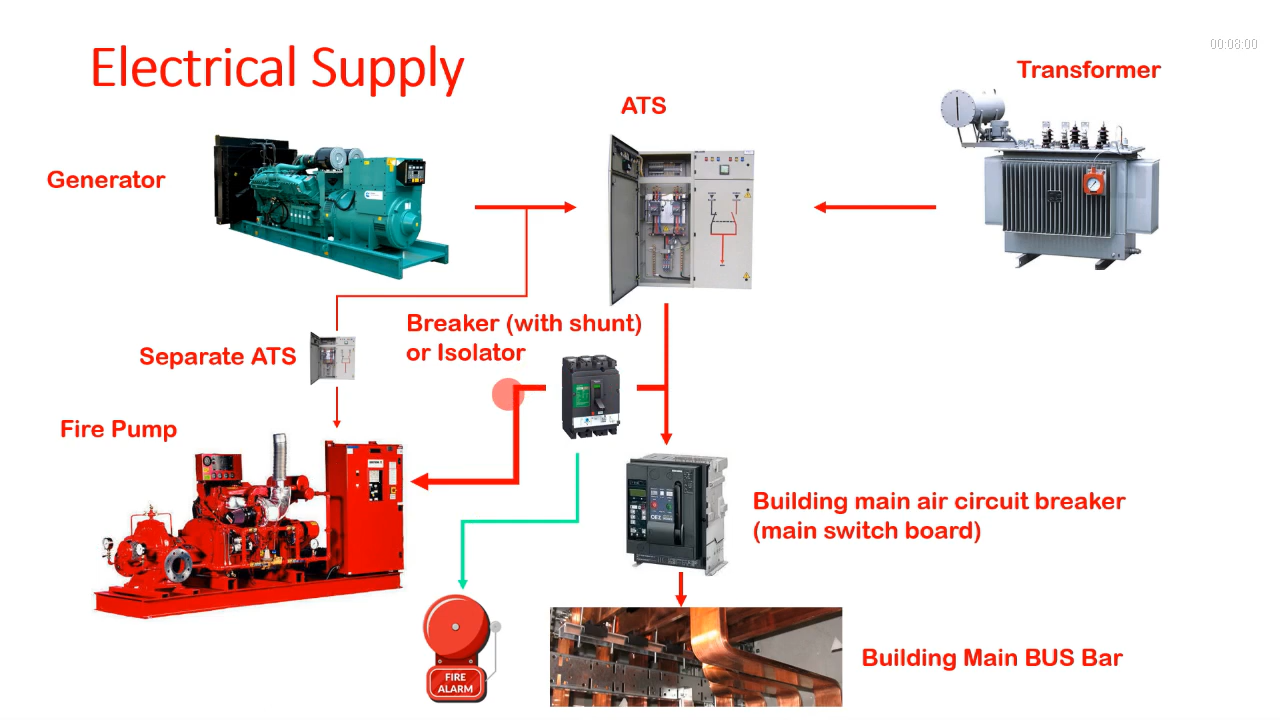 Electrical Supply
00:08:00
Transformer
ATS
Generator
Breaker (with shunt)
or Isolator
Separate ATS
Fire Pump
Building main air circuit breaker
(main switch board)
FIRE
ALARM
Building Main BUS Bar